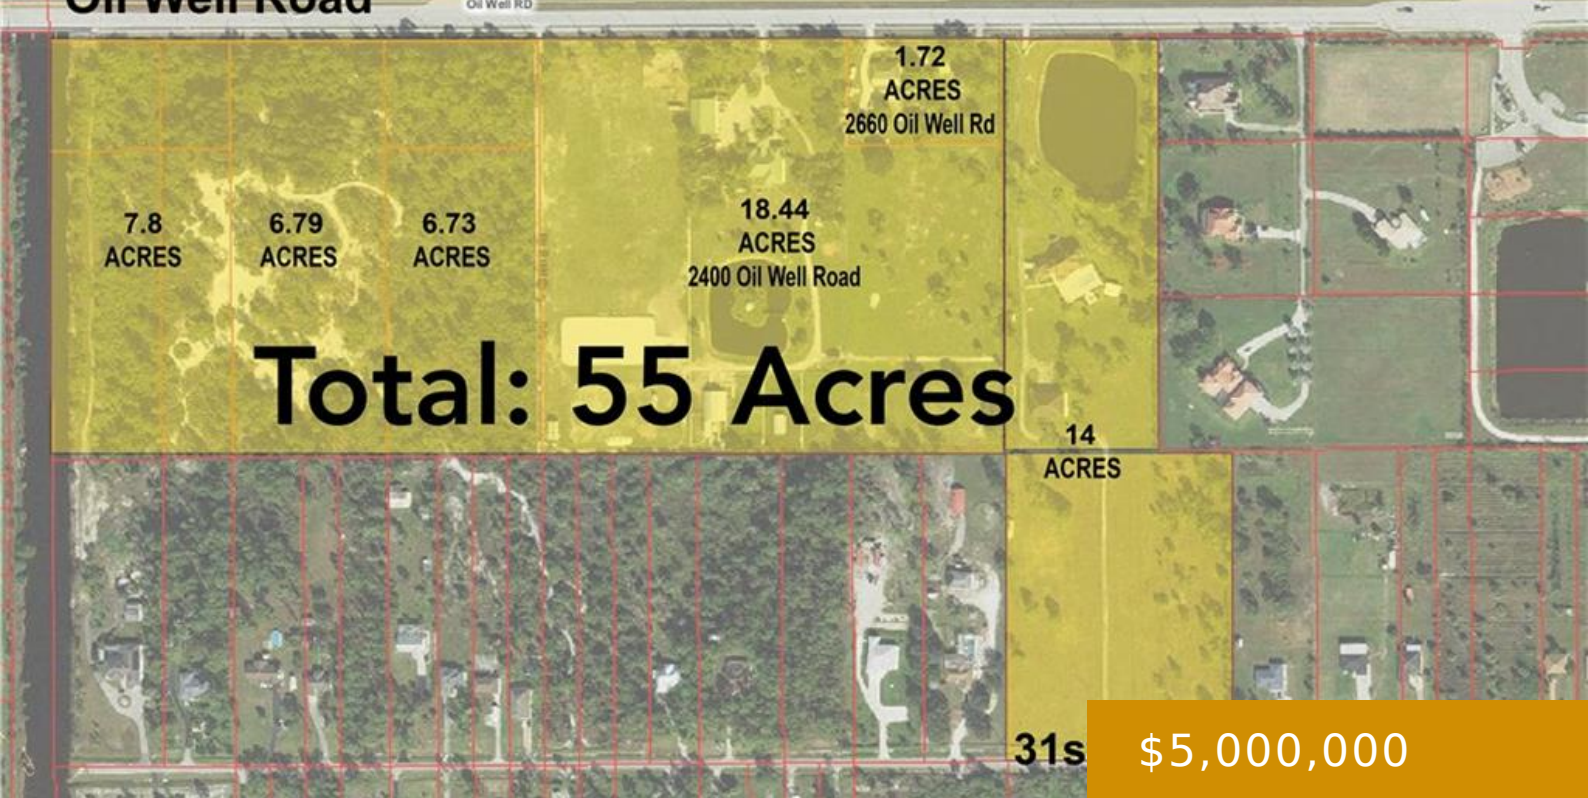 Oil Well Road
Oil Well RD
1.72
ACRES
2660 Oil Well Rd
7.8
ACRES
6.79
ACRES
6.73
ACRES
18.44
ACRES
2400 Oil Well Road
Total: 55 Acres
14
ACRES
31s
$5,000,000